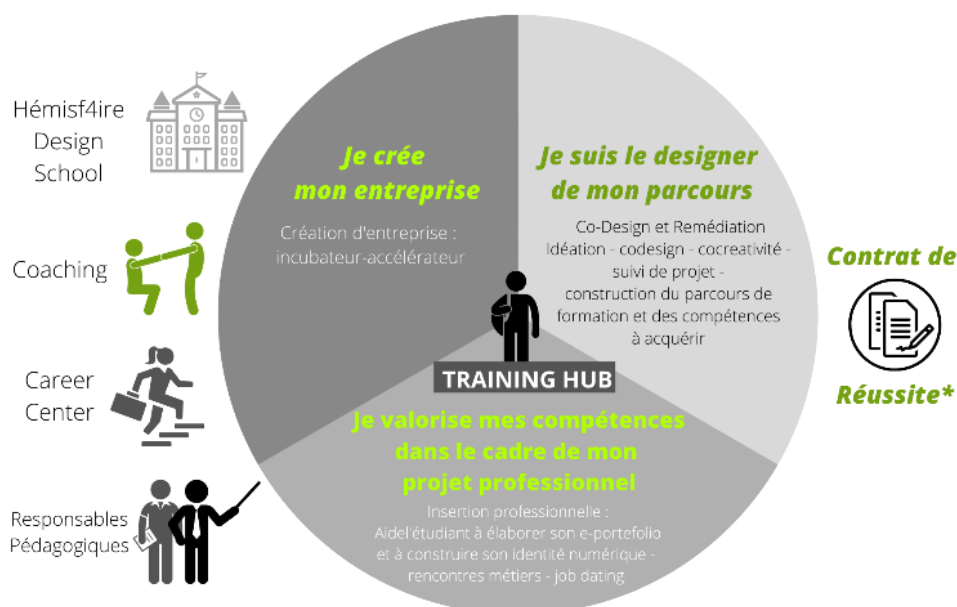 Hémisf4ire
Design
School
Coaching
Career
Center
Responsables
Pédagogiques
Je crée
mon entreprise
Création d'entreprise :
incubateur-accélérateur
Je suis le designer
de mon parcours
Co-Design et Remédiation
Idéation - codesign - cocreativité -
suivi de projet -
construction du parcours de
formation et des compétences
à acquérir
TRAINING HUB
Je valorise mes compétences
dans le cadre de mon
projet professionnel
Insertion professionnelle :
Aidel'étudiant à élaborer son e-portefolio
et à construire son identité numérique -
rencontres métiers - job dating
Contrat de
Réussite*